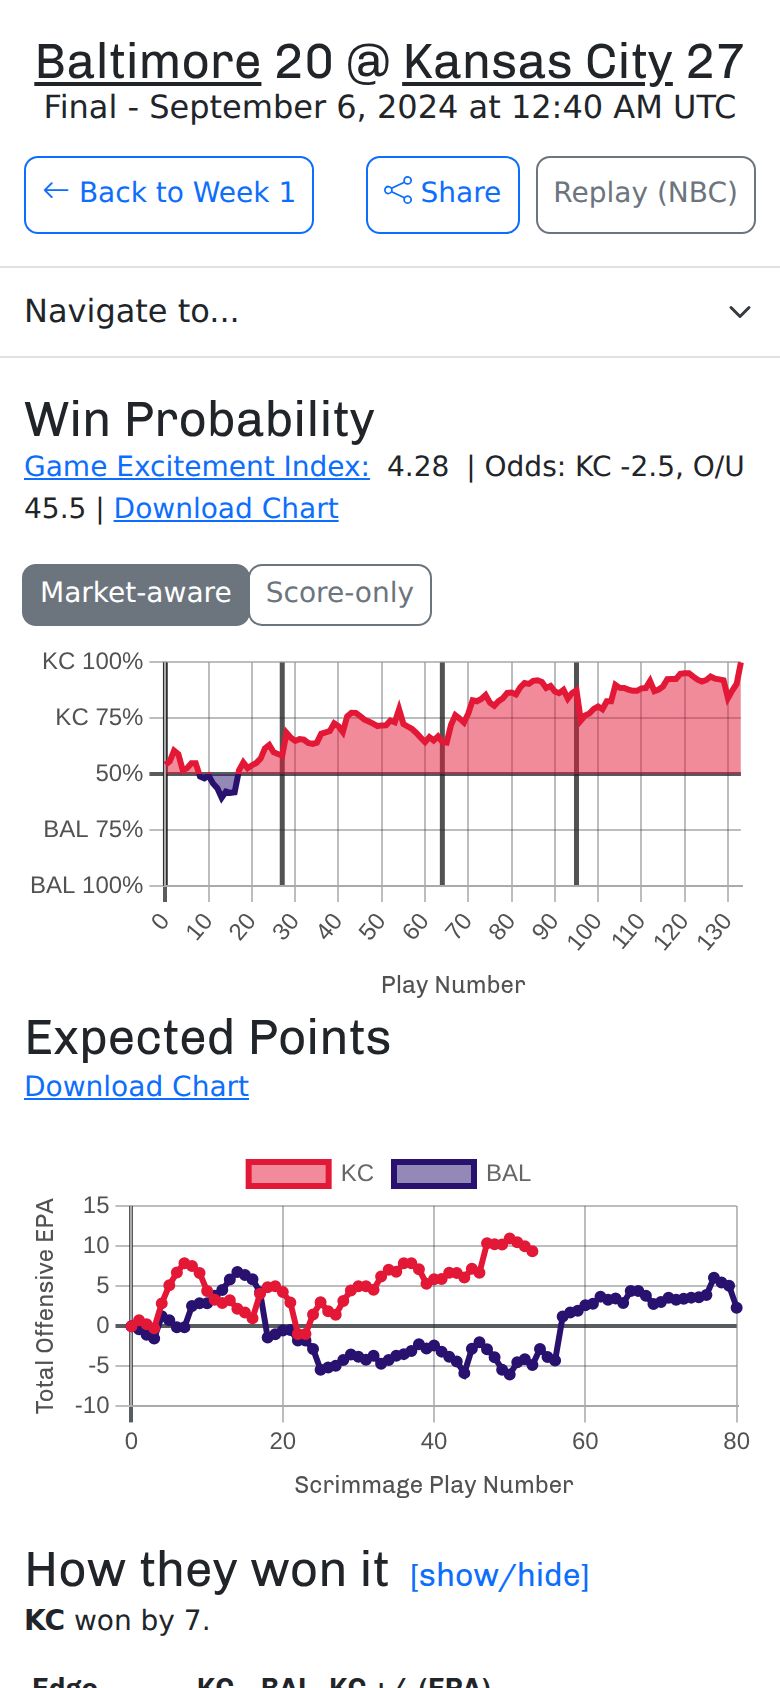 Baltimore 20 @ Kansas City 27
Final - September 6, 2024 at 12:40 AM UTC
← Back to Week 1
Share
Replay (NBC)
Navigate to...
Win Probability
Game Excitement Index: 4.28 | Odds: KC -2.5, O/U
45.5 | Download Chart
Market-aware
Score-only
KC 100%
KC 75%
50%
BAL 75%
BAL 100%
0 10 20 30 40 50 60 70 80 90 100 110 120 130
Play Number
Expected Points
Download Chart
KC
BAL
Total Offensive EPA
15
10
5
0
-5
-10
0 20 40 60 80
Scrimmage Play Number
How they won it [show/hide]
KC won by 7.
Edge KC BAL KC +/- (EPA)